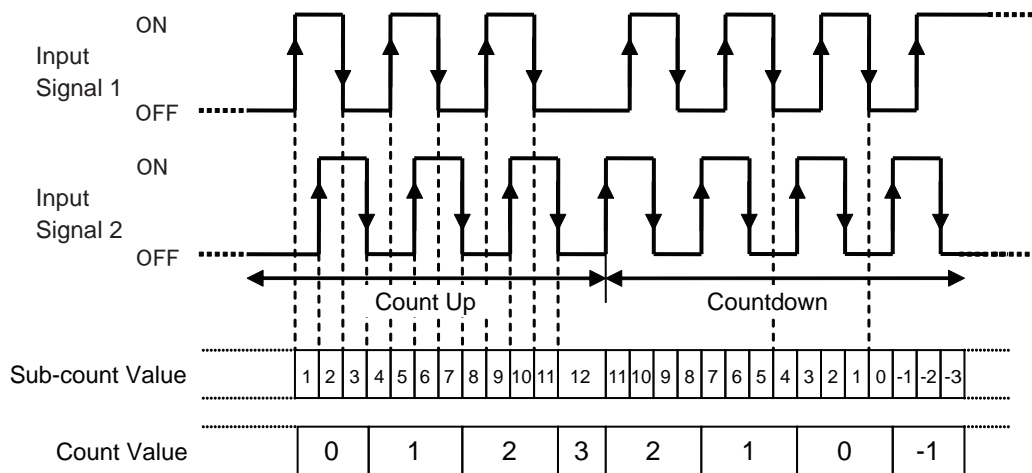 ON
Input
Signal 1
OFF
ON
Input
Signal 2
OFF
Count Up
Countdown
Sub-count Value 1 2 3 4 5 6 7 8 9 10 11 12 11 10 9 8 7 6 5 4 3 2 1 0 -1 -2 -3
Count Value 0 1 2 3 2 1 0 -1